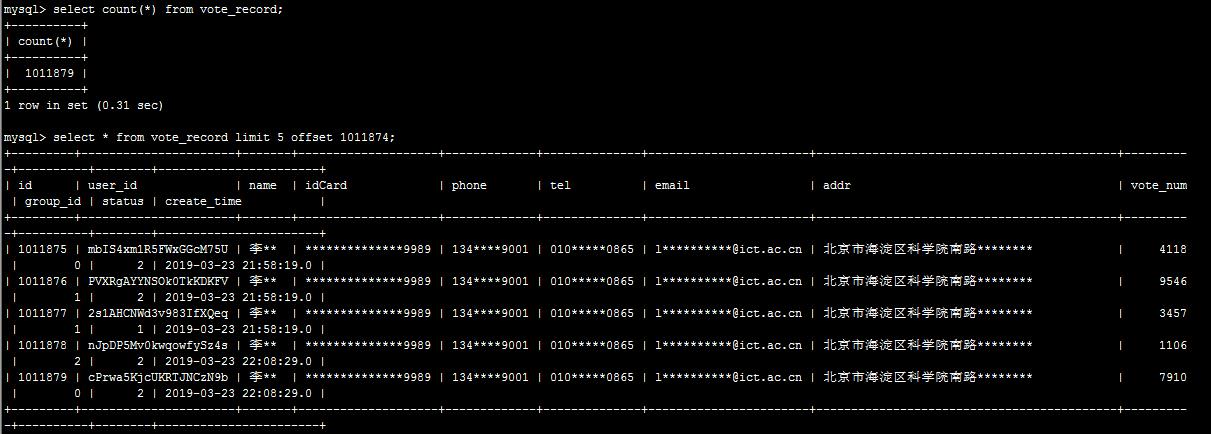 mysql> select count(*) from vote_record;
+----------+
| count(*) |
+----------+
|  1011879 |
+----------+
1 row in set (0.31 sec)
mysql> select * from vote_record limit 5 offset 1011874;
+---------+----------------------+------+--------------------+-------------+-------------+------------------------+--------------------------------------------+---------
-+----------+--------+-----------------------+
| id      | user_id              | name | idCard             | phone       | tel         | email                  | addr                                       | vote_num
 | group_id | status | create_time           |
+---------+----------------------+------+--------------------+-------------+-------------+------------------------+--------------------------------------------+---------
-+----------+--------+-----------------------+
| 1011875 | mbIS4xm1R5FWxGGcM75U | 李** | **************9989 | 134****9001 | 010*****0865 | l**********@ict.ac.cn | 北京市海淀区科学院南路******** |     4118
 |        0 |      2 | 2019-03-23 21:58:19.0 |
| 1011876 | PVXRgAYYNSOk0TkKDKFV | 李** | **************9989 | 134****9001 | 010*****0865 | l**********@ict.ac.cn | 北京市海淀区科学院南路******** |     9546
 |        1 |      2 | 2019-03-23 21:58:19.0 |
| 1011877 | 2s1AHCNWd3v983IfXQeq | 李** | **************9989 | 134****9001 | 010*****0865 | l**********@ict.ac.cn | 北京市海淀区科学院南路******** |     3457
 |        1 |      1 | 2019-03-23 21:58:19.0 |
| 1011878 | nJpDP5Mv0kwqowfySz4s | 李** | **************9989 | 134****9001 | 010*****0865 | l**********@ict.ac.cn | 北京市海淀区科学院南路******** |     1106
 |        2 |      2 | 2019-03-23 22:08:29.0 |
| 1011879 | cPrwa5KjcUKRTJNCzN9b | 李** | **************9989 | 134****9001 | 010*****0865 | l**********@ict.ac.cn | 北京市海淀区科学院南路******** |     7910
 |        0 |      2 | 2019-03-23 22:08:29.0 |
+---------+----------------------+------+--------------------+-------------+-------------+------------------------+--------------------------------------------+---------
-+----------+--------+-----------------------+